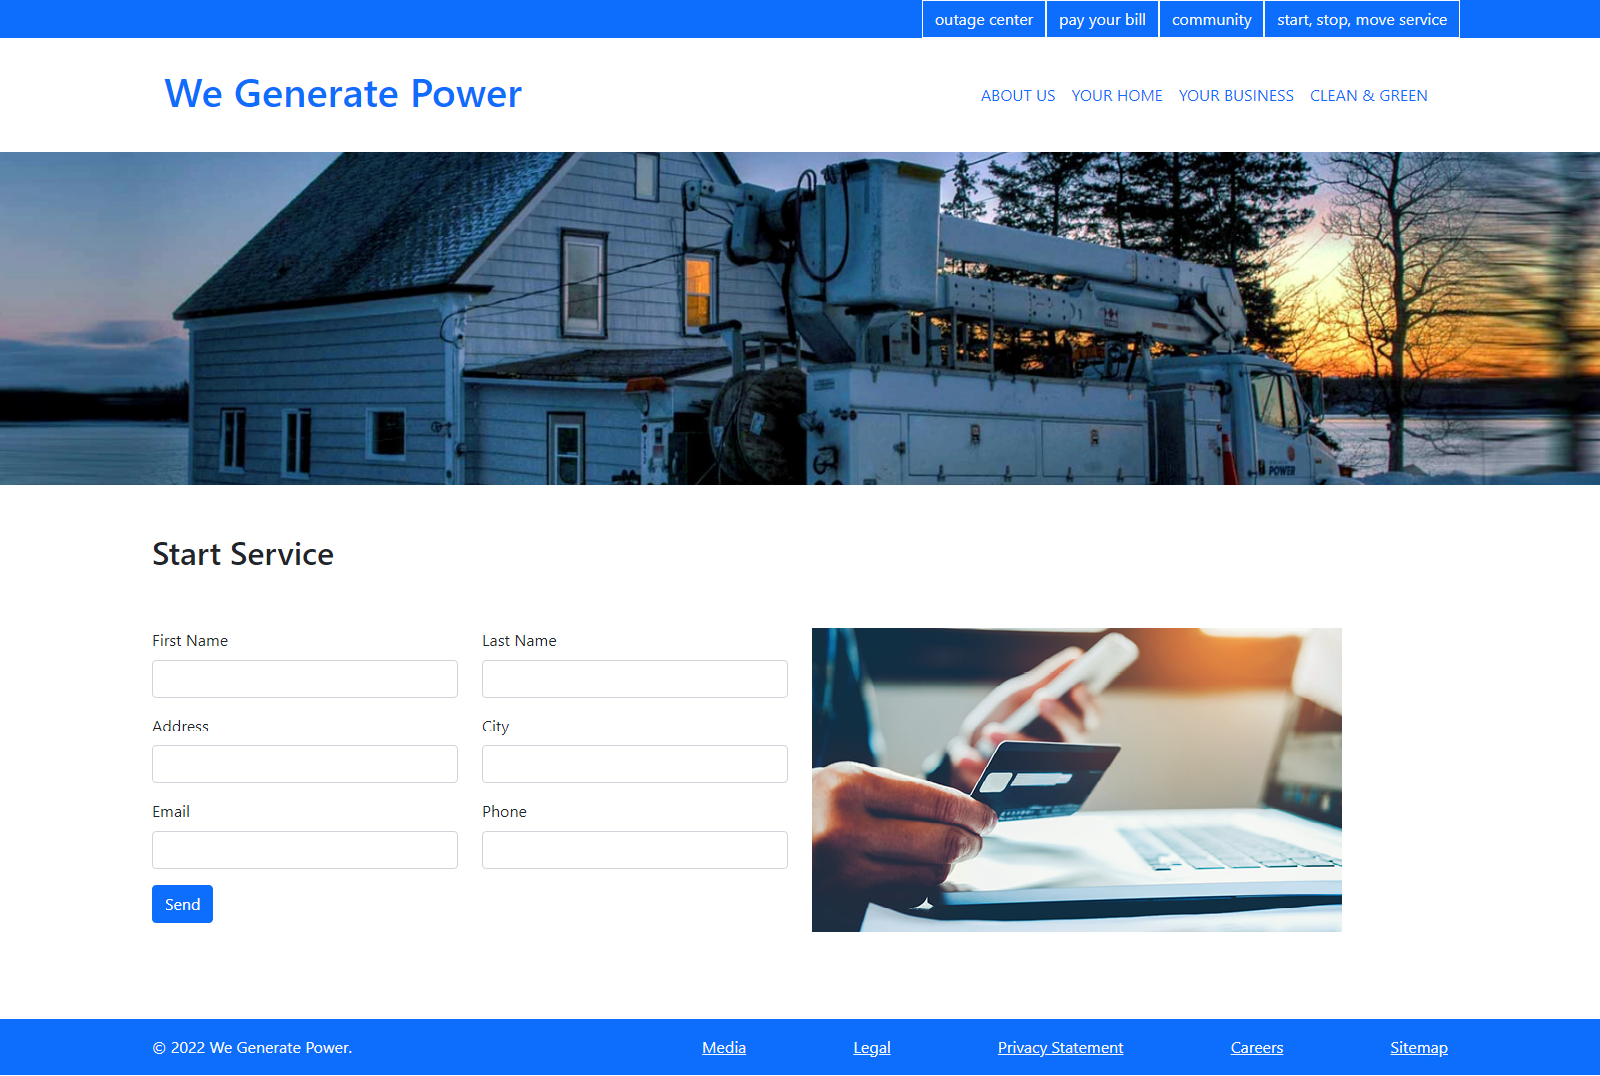 outage center pay your bill community start, stop, move service
We Generate Power
ABOUT US YOUR HOME YOUR BUSINESS CLEAN & GREEN
POWER
Start Service
First Name Last Name
Address City
Email Phone
Send
© 2022 We Generate Power. Media Legal Privacy Statement Careers Sitemap